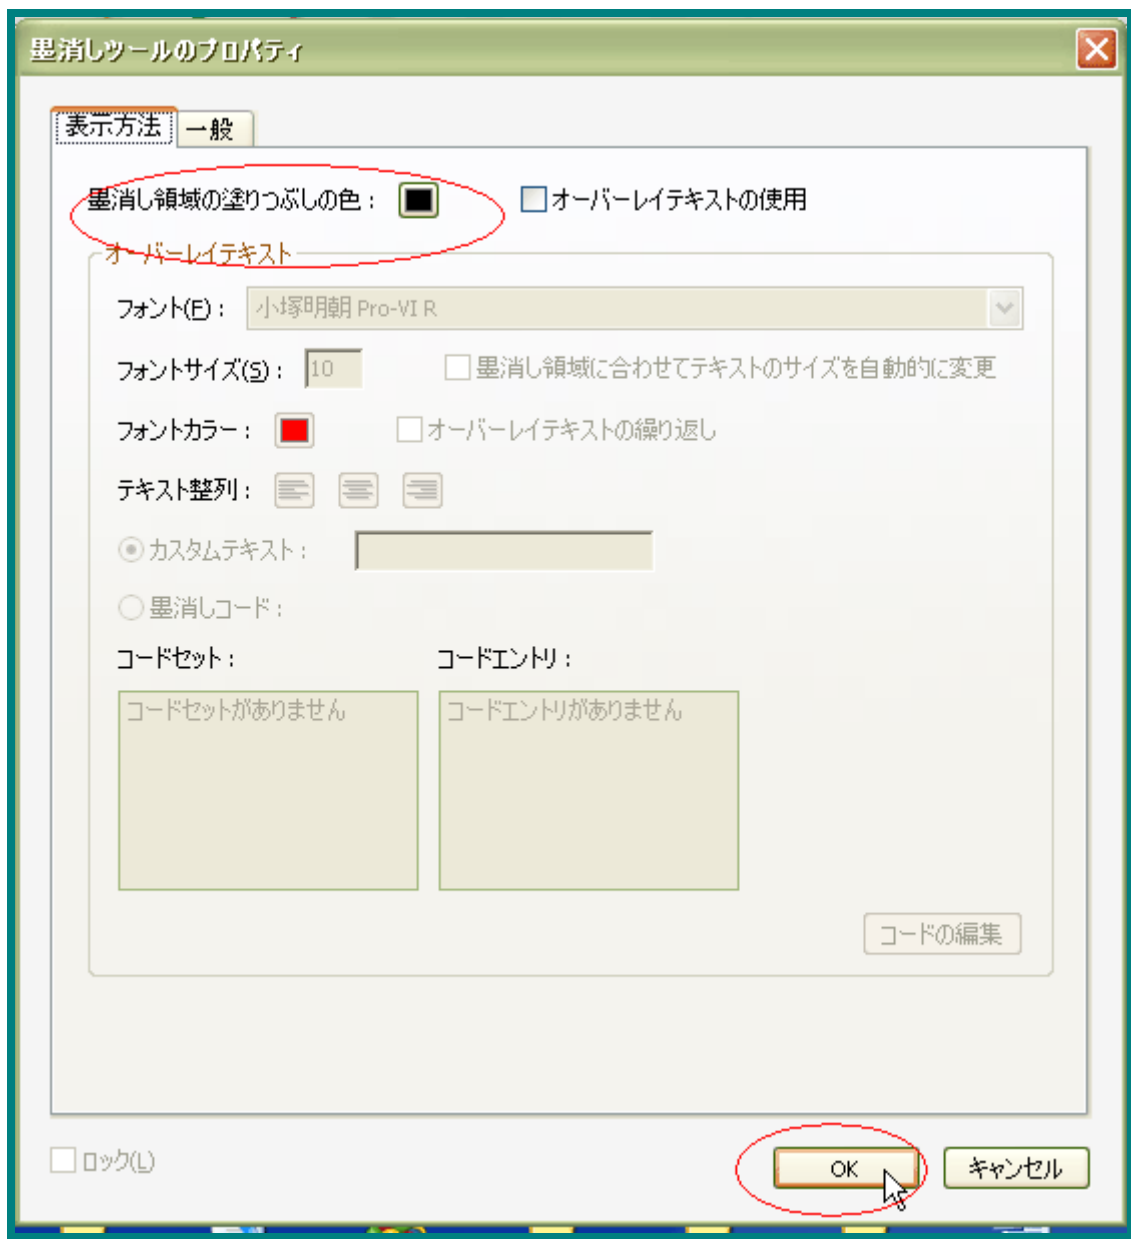 墨消しツールのプロパティ
表示方法 一般
墨消し領域の塗りつぶしの色： オーバーレイテキストの使用
オーバーレイテキスト
フォント(F)： 小塚明朝 Pro-VI R
フォントサイズ(S)： 10 墨消し領域に合わせてテキストのサイズを自動的に変更
フォントカラー： オーバーレイテキストの繰り返し
テキスト整列：
カスタムテキスト：
墨消しコード：
コードセット： コードエントリ：
コードセットがありません コードエントリがありません
コードの編集
ロック(L) OK キャンセル